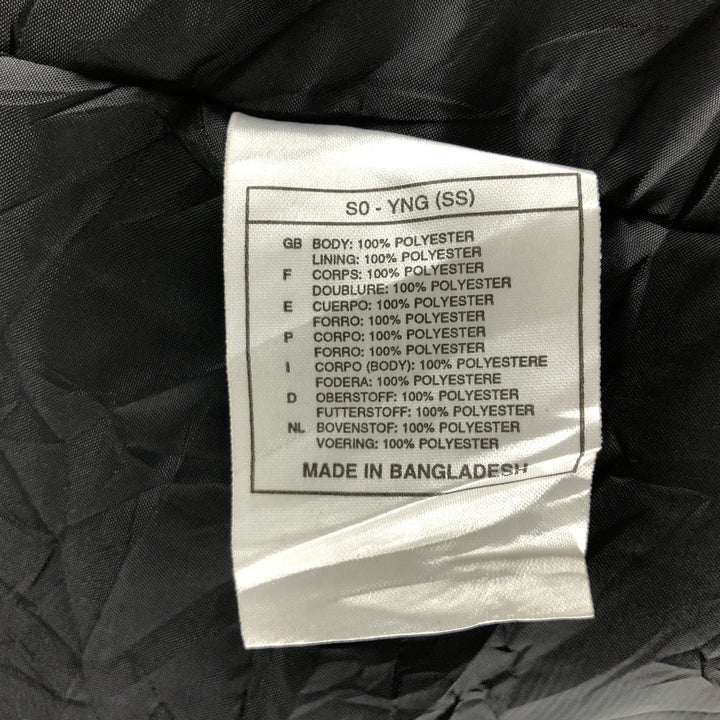 S0 - YNG (SS)
GB BODY: 100% POLYESTER
LINING: 100% POLYESTER
F CORPS: 100% POLYESTER
DOUBLURE: 100% POLYESTER
E CUERPO: 100% POLYESTER
FORRO: 100% POLYESTER
P CORPO: 100% POLYESTER
FORRO: 100% POLYESTER
I CORPO (BODY): 100% POLYESTERE
FODERA: 100% POLYESTERE
D OBERSTOFF: 100% POLYESTER
FUTTERSTOFF: 100% POLYESTER
NL BOVENSTOF: 100% POLYESTER
VOERING: 100% POLYESTER
MADE IN BANGLADESH